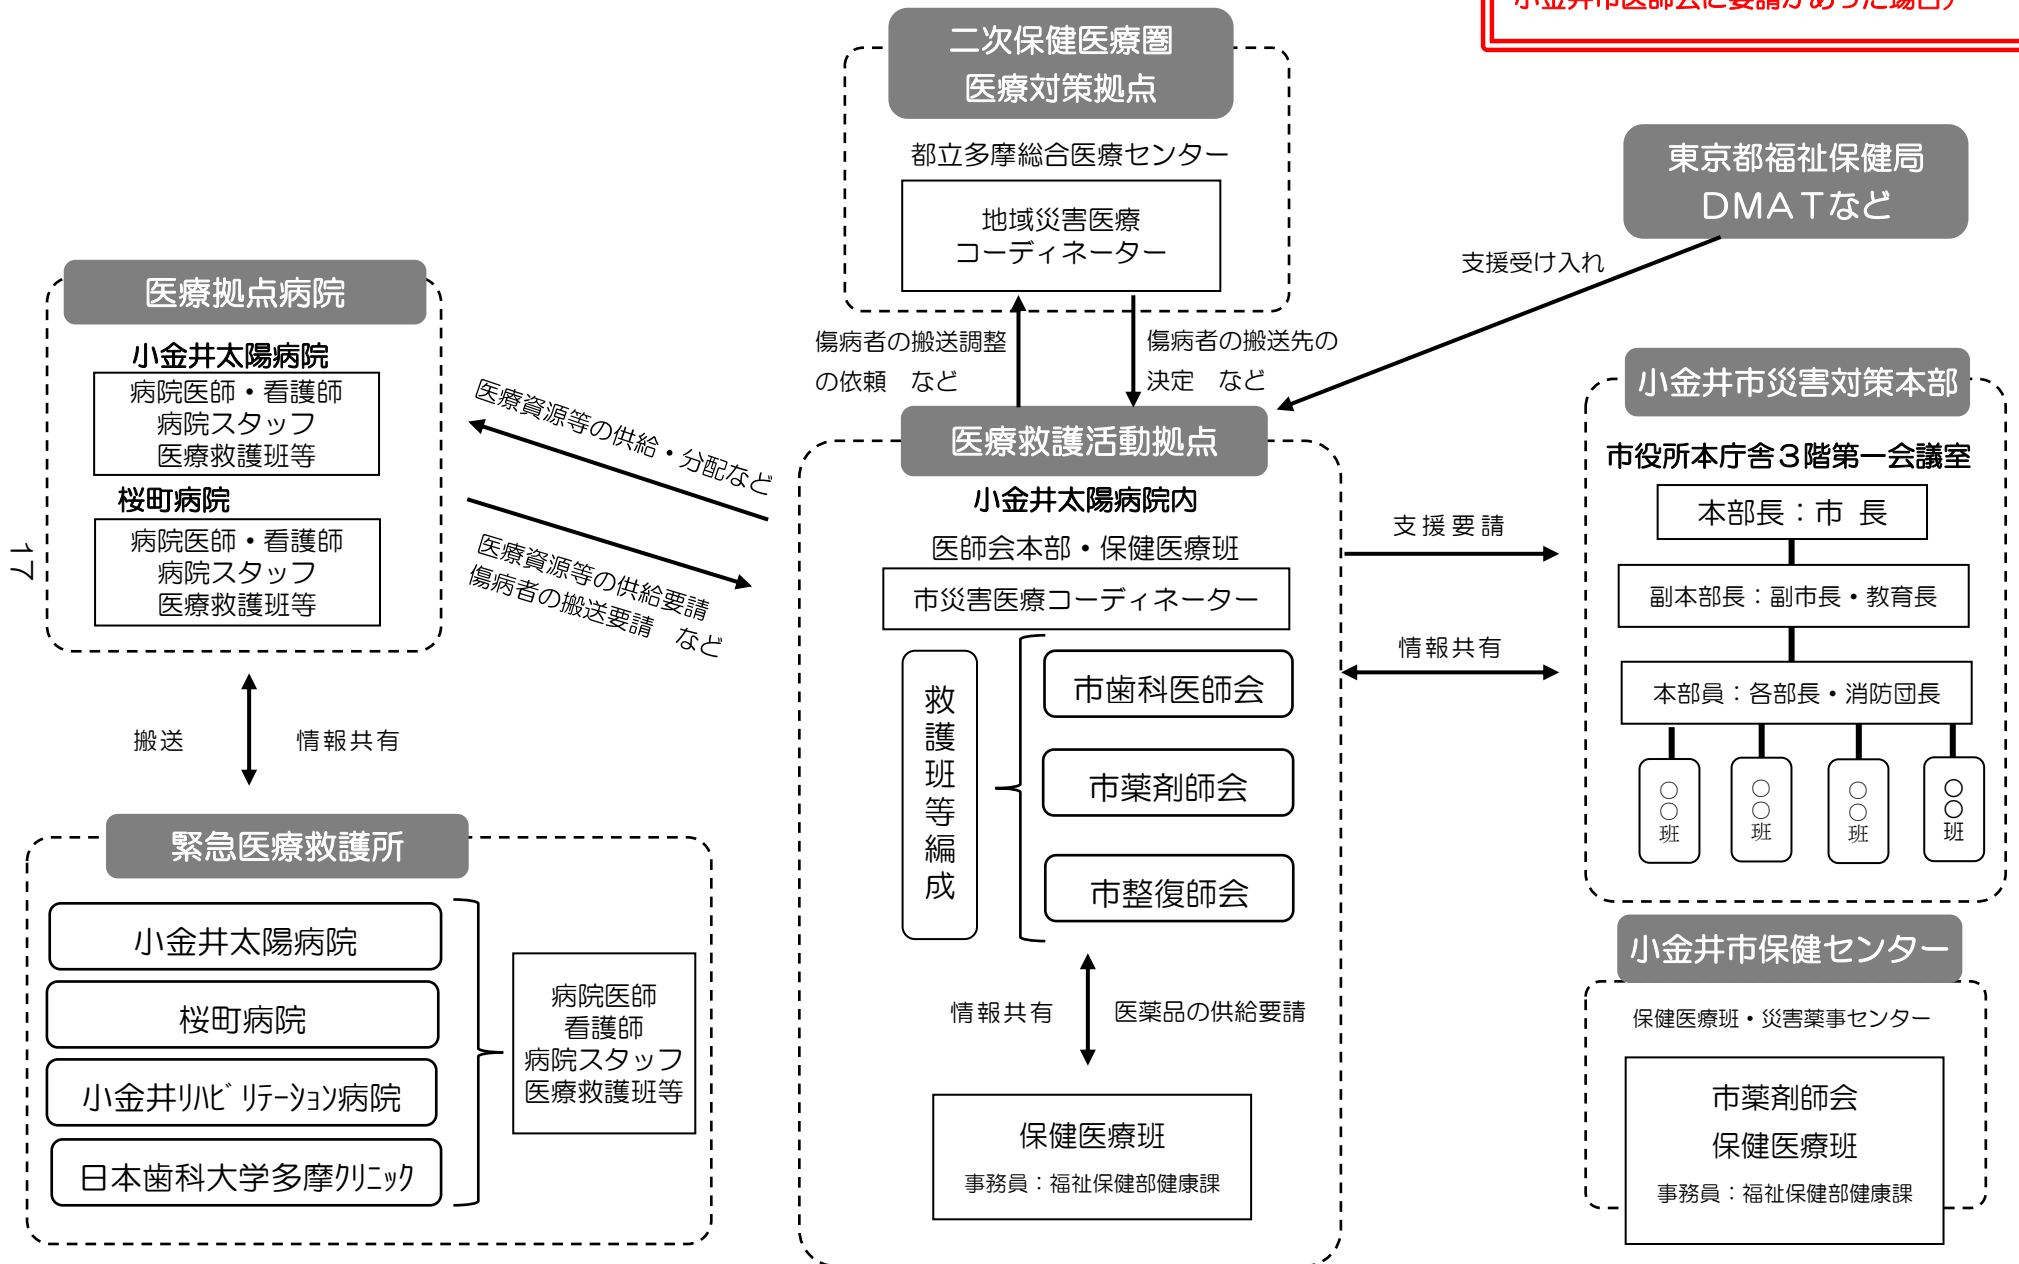 小金井市医師会に要請があった場合)
二次保健医療圏
医療対策拠点
都立多摩総合医療センター
地域災害医療
コーディネーター
東京都福祉保健局
DMATなど
支援受け入れ
医療拠点病院
小金井太陽病院
病院医師・看護師
病院スタッフ
医療救護班等
桜町病院
病院医師・看護師
病院スタッフ
医療救護班等
17
傷病者の搬送調整
の依頼 など
傷病者の搬送先の
決定 など
医療資源等の供給・分配など
医療資源等の供給要請
傷病者の搬送要請 など
搬送
情報共有
緊急医療救護所
小金井太陽病院
桜町病院
小金井リハビリテーション病院
日本歯科大学多摩クリニック
病院医師
看護師
病院スタッフ
医療救護班等
医療救護活動拠点
小金井太陽病院内
医師会本部・保健医療班
市災害医療コーディネーター
救護班等編成
市歯科医師会
市薬剤師会
市整復師会
情報共有
医薬品の供給要請
保健医療班
事務員:福祉保健部健康課
支援要請
情報共有
小金井市災害対策本部
市役所本庁舎3階第一会議室
本部長:市 長
副本部長:副市長・教育長
本部員:各部長・消防団長
〇〇班
〇〇班
〇〇班
〇〇班
小金井市保健センター
保健医療班・災害薬事センター
市薬剤師会
保健医療班
事務員:福祉保健部健康課